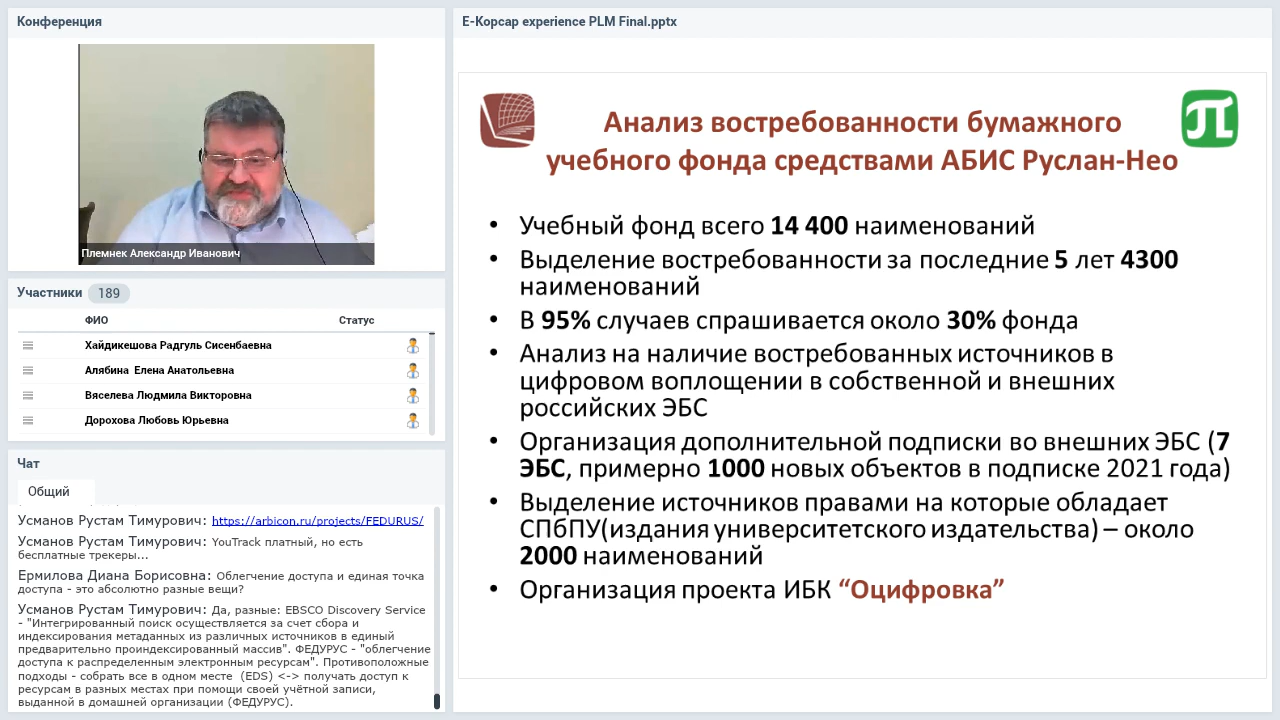 Конференция
Племнек Александр Иванович
Участники 189
ФИО Статус
Хайдикешова Радгуль Сисенбаевна
Алябина Елена Анатольевна
Вяселева Людмила Викторовна
Дорохова Любовь Юрьевна
Чат
Общий
Усманов Рустам Тимурович: https://arbicon.ru/projects/FEDURUS/
Усманов Рустам Тимурович: YouTrack платный, но есть
бесплатные трекеры...
Ермилова Диана Борисовна: Облегчение доступа и единая точка
доступа - это абсолютно разные вещи?
Усманов Рустам Тимурович: Да, разные: EBSCO Discovery Service
- "Интегрированный поиск осуществляется за счет сбора и
индексирования метаданных из различных источников в единый
предварительно проиндексированный массив". ФЕДУРУС - "облегчение
доступа к распределенным электронным ресурсам". Противоположные
подходы - собрать все в одном месте (EDS) <-> получать доступ к
ресурсам в разных местах при помощи своей учётной записи,
выданной в домашней организации (ФЕДУРУС).
Е-Корсар experience PLM Final.pptx
Анализ востребованности бумажного
учебного фонда средствами АБИС Руслан-Нео
• Учебный фонд всего 14 400 наименований
• Выделение востребованности за последние 5 лет 4300
наименований
• В 95% случаев спрашивается около 30% фонда
• Анализ на наличие востребованных источников в
цифровом воплощении в собственной и внешних
российских ЭБС
• Организация дополнительной подписки во внешних ЭБС (7
ЭБС, примерно 1000 новых объектов в подписке 2021 года)
• Выделение источников правами на которые обладает
СПбПУ(издания университетского издательства) – около
2000 наименований
• Организация проекта ИБК “Оцифровка”